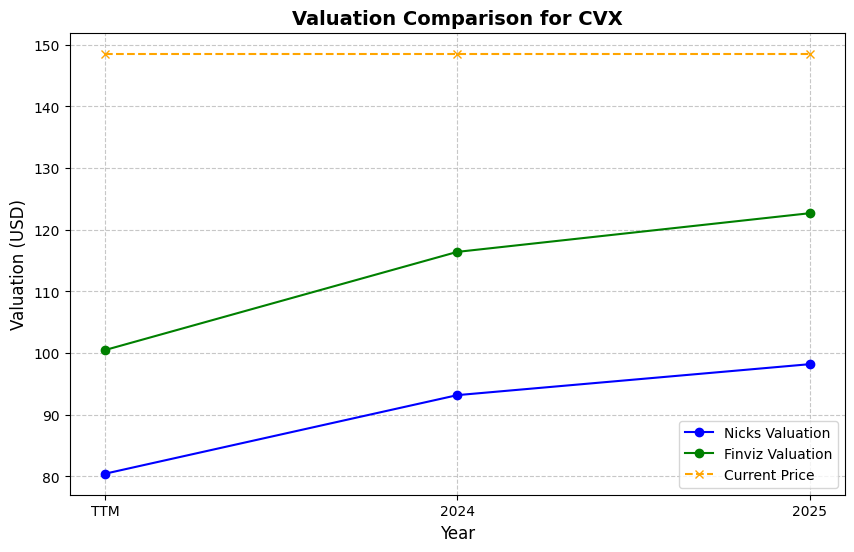 Valuation Comparison for CVX
Valuation (USD)
150
140
130
120
110
100
90
80
TTM
2024
2025
Year
Nicks Valuation
Finviz Valuation
Current Price